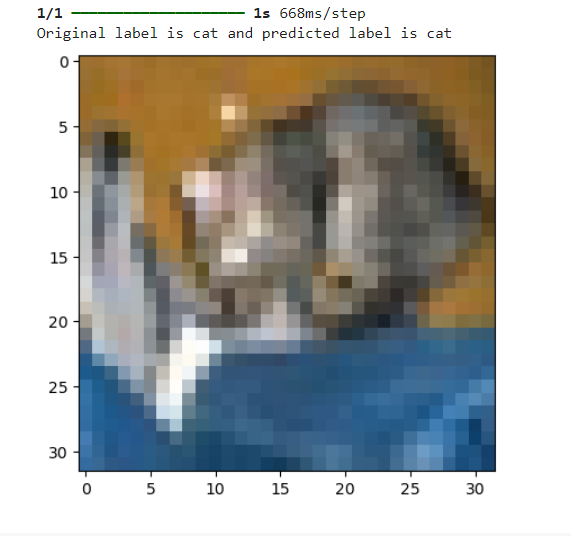 1/1 ━━━━━━━━━━━━━━━━━━━━ 1s 668ms/step
Original label is cat and predicted label is cat
0
5
10
15
20
25
30
0 5 10 15 20 25 30